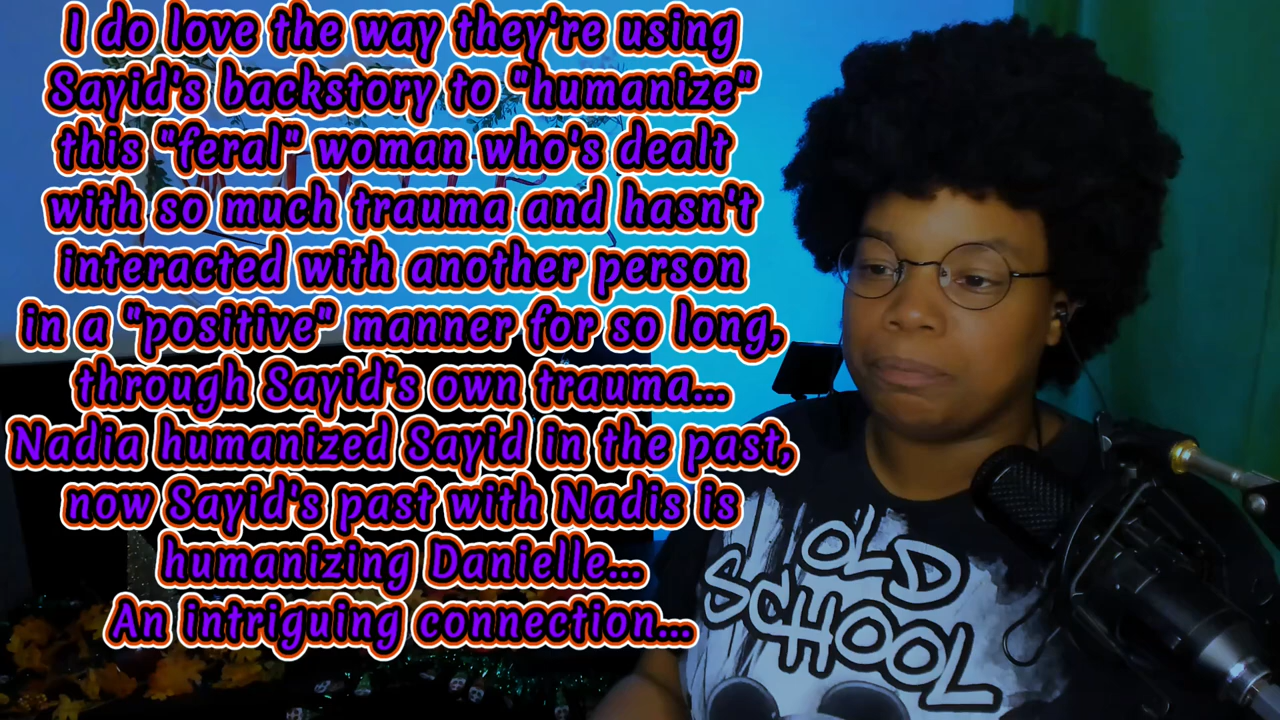 I do love the way they're using
Sayid's backstory to "humanize"
this "feral" woman who's dealt
with so much trauma and hasn't
interacted with another person
in a "positive" manner for so long,
through Sayid's own trauma...
Nadia humanized Sayid in the past,
now Sayid's past with Nadis is
humanizing Danielle...
An intriguing connection...
OLD
SCHOOL